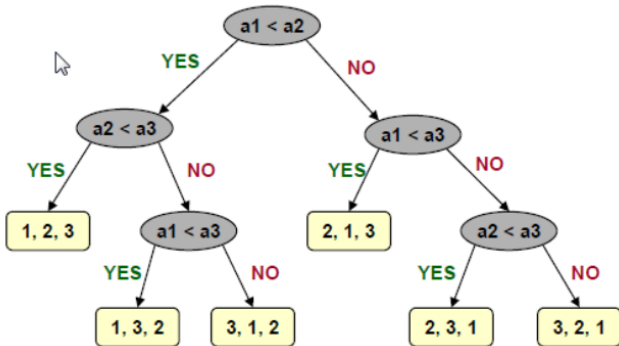 a1 < a2
YES
NO
a2 < a3
a1 < a3
YES
NO
YES
NO
1, 2, 3
a1 < a3
2, 1, 3
a2 < a3
YES
NO
YES
NO
1, 3, 2
3, 1, 2
2, 3, 1
3, 2, 1